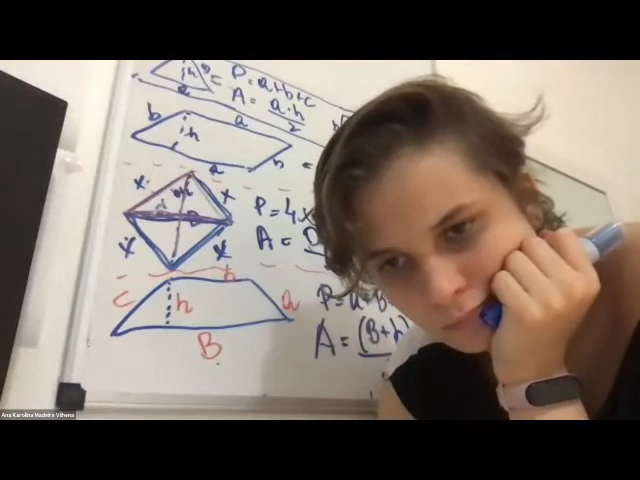 h
a
P=a+b+c
A=a·h
2
b
a
h
a
=
x
x
P=4x
A=D
x
x
b
c
h
a
P=a+b
A=(B+b)
B
Ana Karolina Madeira Vilhena